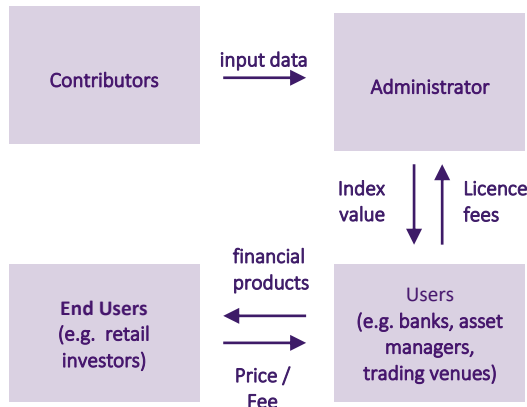 Contributors
input data
Administrator
Index
value
Licence
fees
financial
products
End Users
(e.g. retail
investors)
Users
(e.g. banks, asset
managers,
trading venues)
Price /
Fee